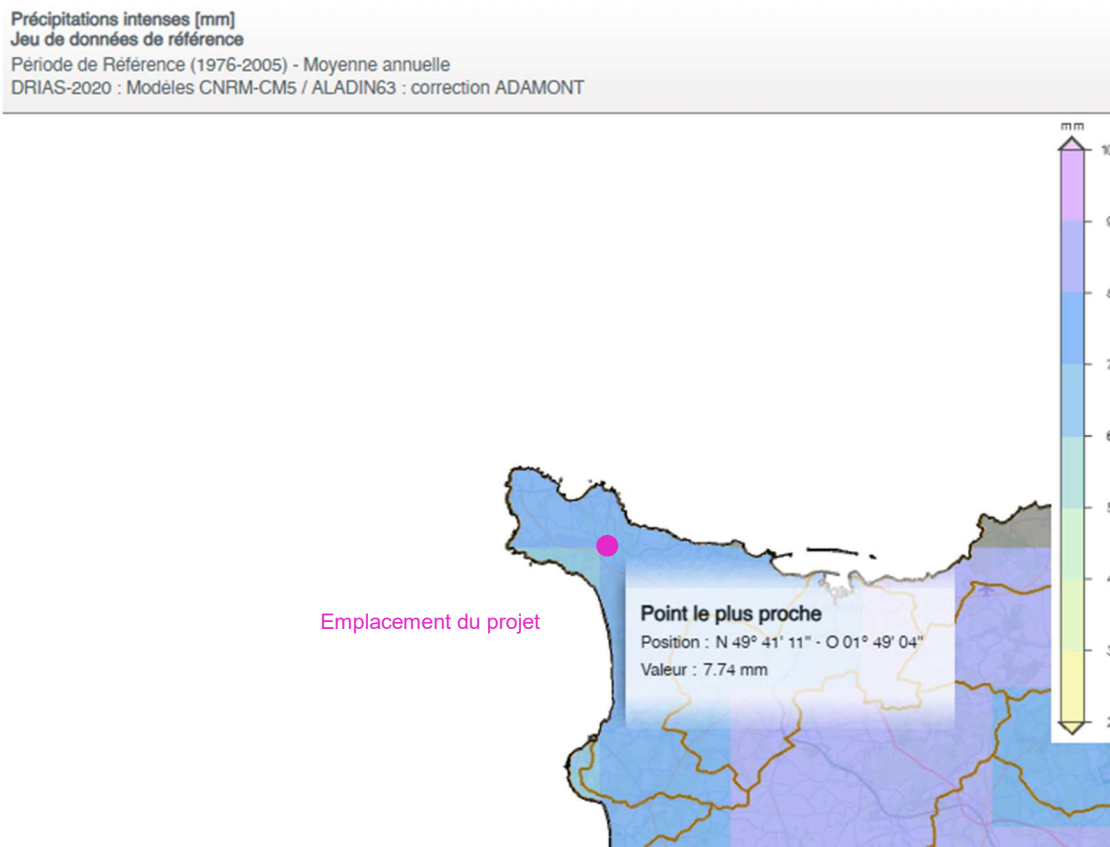 Précipitations intenses [mm]
Jeu de données de référence
Période de Référence (1976-2005) - Moyenne annuelle
DRIAS-2020 : Modèles CNRM-CM5 / ALADIN63 : correction ADAMONT
mm
Emplacement du projet
Point le plus proche
Position : N 49° 41' 11" - O 01° 49' 04"
Valeur : 7.74 mm